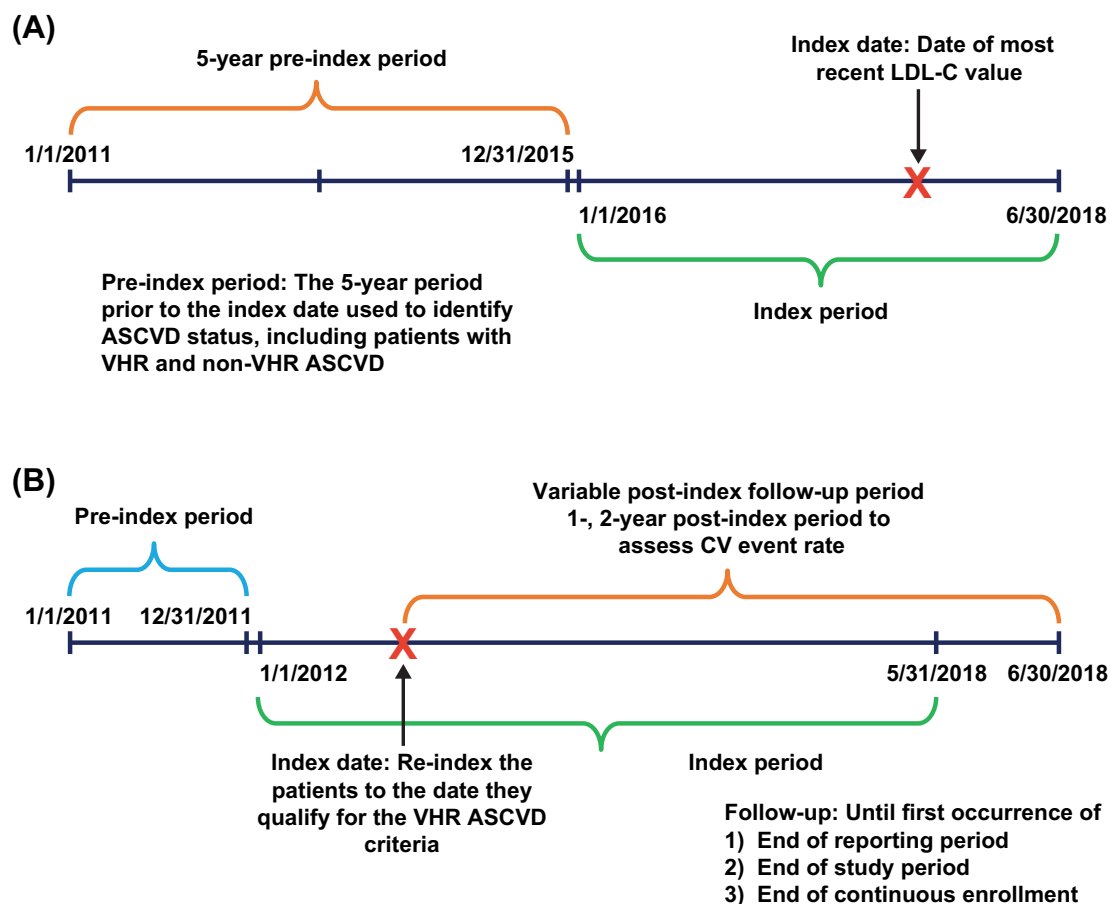 (A)
5-year pre-index period
Index date: Date of most
recent LDL-C value
1/1/2011
12/31/2015
1/1/2016
6/30/2018
Pre-index period: The 5-year period
prior to the index date used to identify
ASCVD status, including patients with
VHR and non-VHR ASCVD
Index period
(B)
Pre-index period
Variable post-index follow-up period
1-, 2-year post-index period to
assess CV event rate
1/1/2011
12/31/2011
1/1/2012
5/31/2018
6/30/2018
Index date: Re-index the
patients to the date they
qualify for the VHR ASCVD
criteria
Index period
Follow-up: Until first occurrence of
1) End of reporting period
2) End of study period
3) End of continuous enrollment